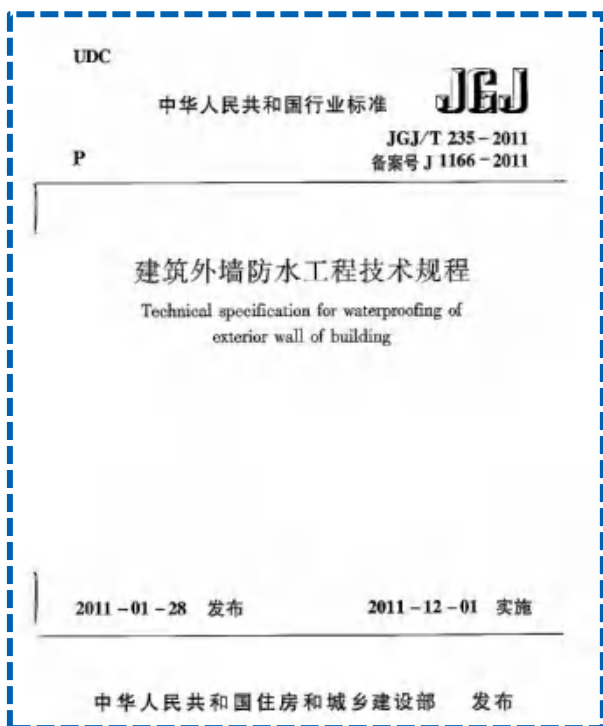 UDC
中华人民共和国行业标准 JGJ
JGJ/T 235-2011
P
备案号 J 1166-2011
建筑外墙防水工程技术规程
Technical specification for waterproofing of
exterior wall of building
2011-01-28 发布 2011-12-01 实施
中华人民共和国住房和城乡建设部 发布